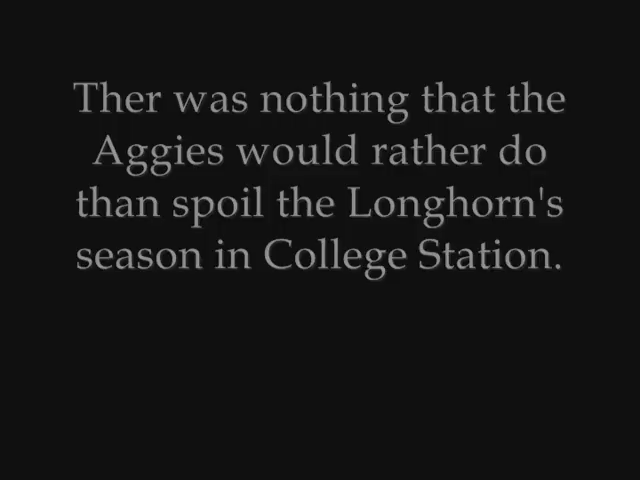 Ther was nothing that the
Aggies would rather do
than spoil the Longhorn's
season in College Station.